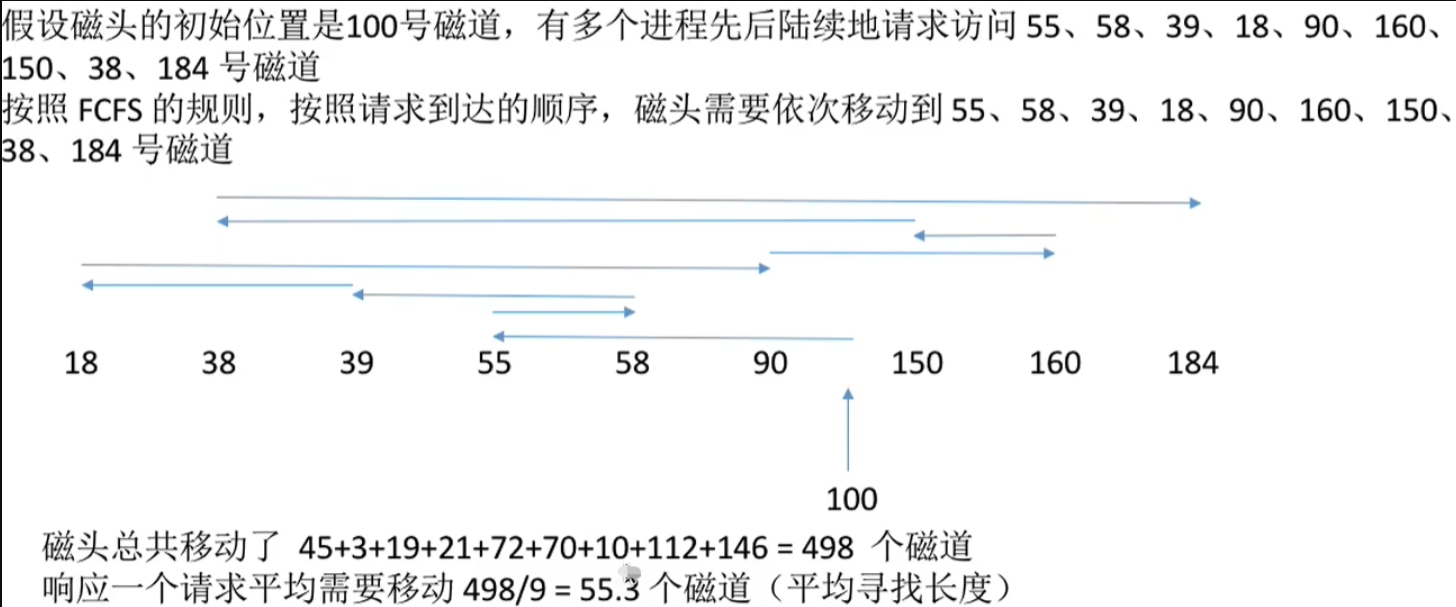 假设磁头的初始位置是100号磁道，有多个进程先后陆续地请求访问 55、58、39、18、90、160、
150、38、184 号磁道
按照 FCFS 的规则，按照请求到达的顺序，磁头需要依次移动到 55、58、39、18、90、160、150、
38、184 号磁道
18 38 39 55 58 90 150 160 184
100
磁头总共移动了 45+3+19+21+72+70+10+112+146 = 498 个磁道
响应一个请求平均需要移动 498/9 = 55.3 个磁道（平均寻找长度）